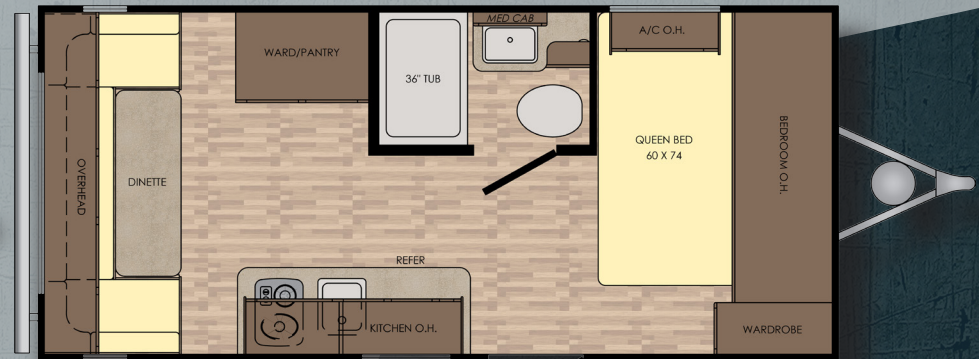 MED CAB
A/C O.H.
WARD/PANTRY
36" TUB
QUEEN BED
60 X 74
BEDROOM O.H.
OVERHEAD
DINETTE
REFER
KITCHEN O.H.
WARDROBE